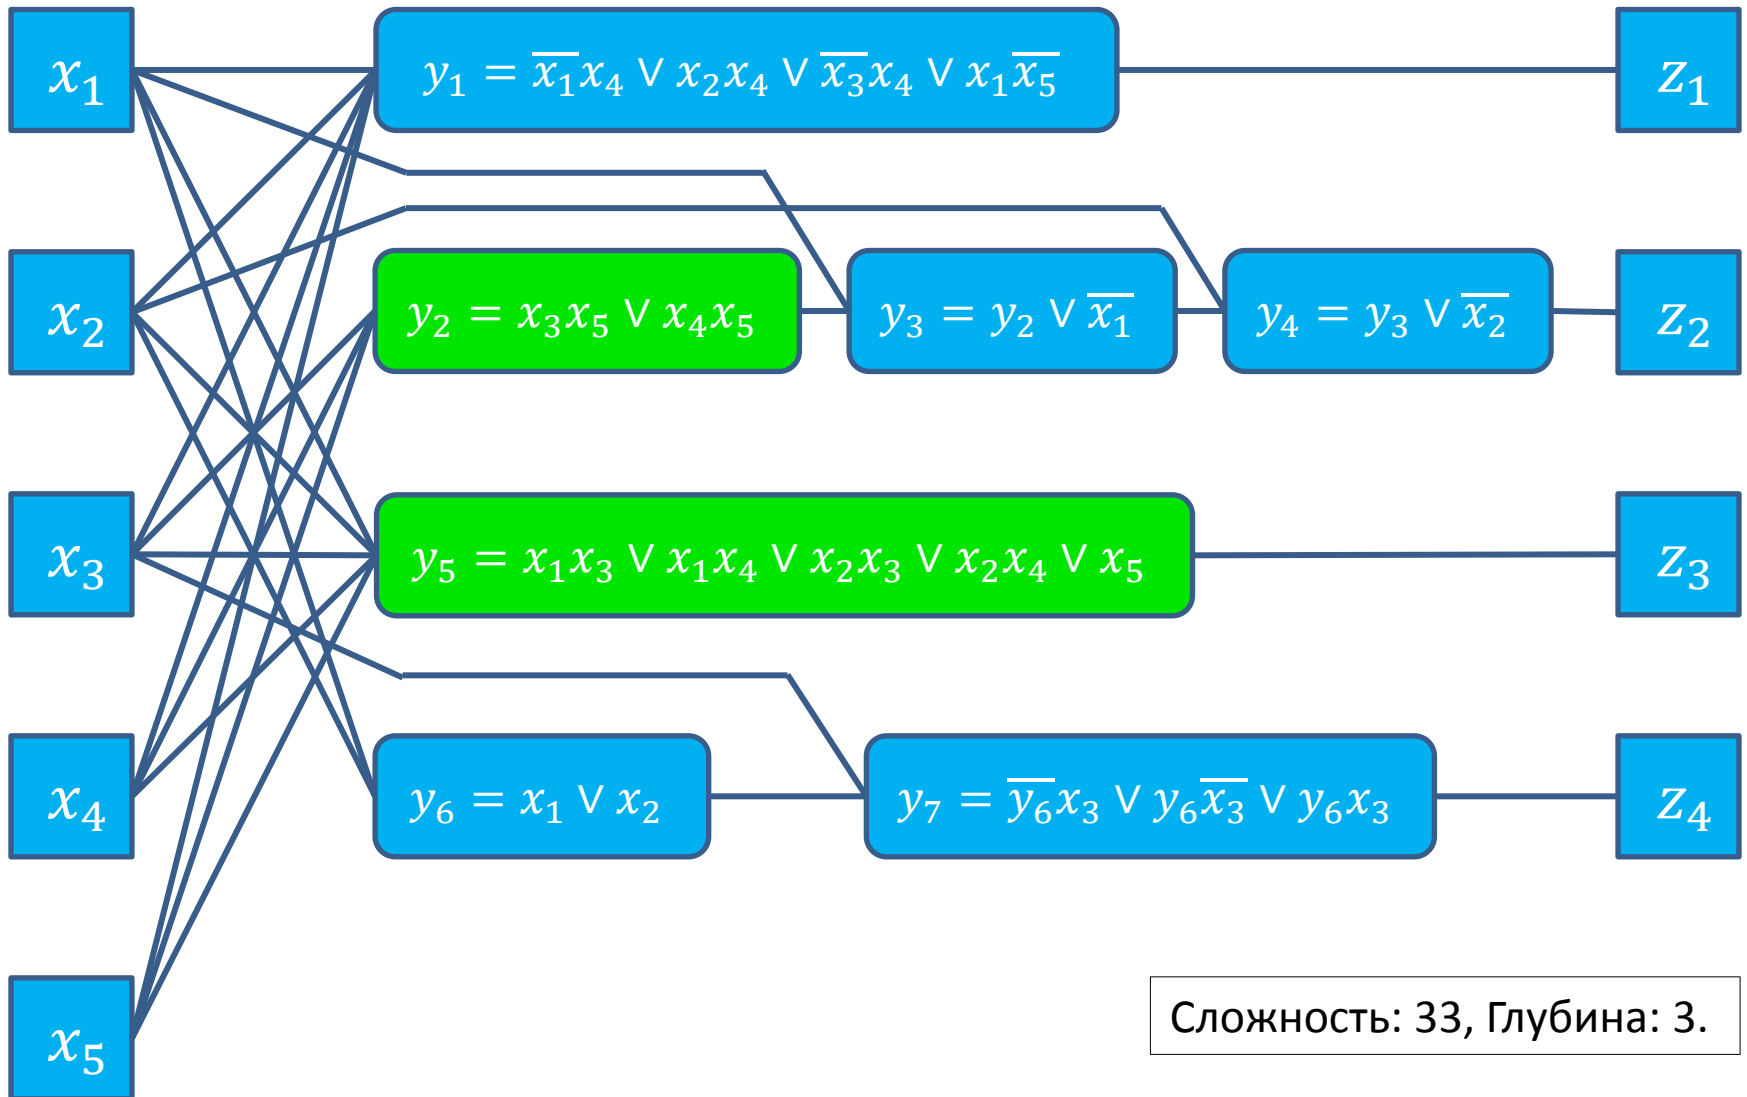 x₁
y₁ = x̅₁x₄ ∨ x₂x₄ ∨ x̅₃x₄ ∨ x₁x̅₅
z₁
x₂
y₂ = x₃x₅ ∨ x₄x₅
y₃ = y₂ ∨ x̅₁
y₄ = y₃ ∨ x̅₂
z₂
x₃
y₅ = x₁x₃ ∨ x₁x₄ ∨ x₂x₃ ∨ x₂x₄ ∨ x₅
z₃
x₄
y₆ = x₁ ∨ x₂
y₇ = y̅₆x₃ ∨ y₆x̅₃ ∨ y₆x₃
z₄
x₅
Сложность: 33, Глубина: 3.